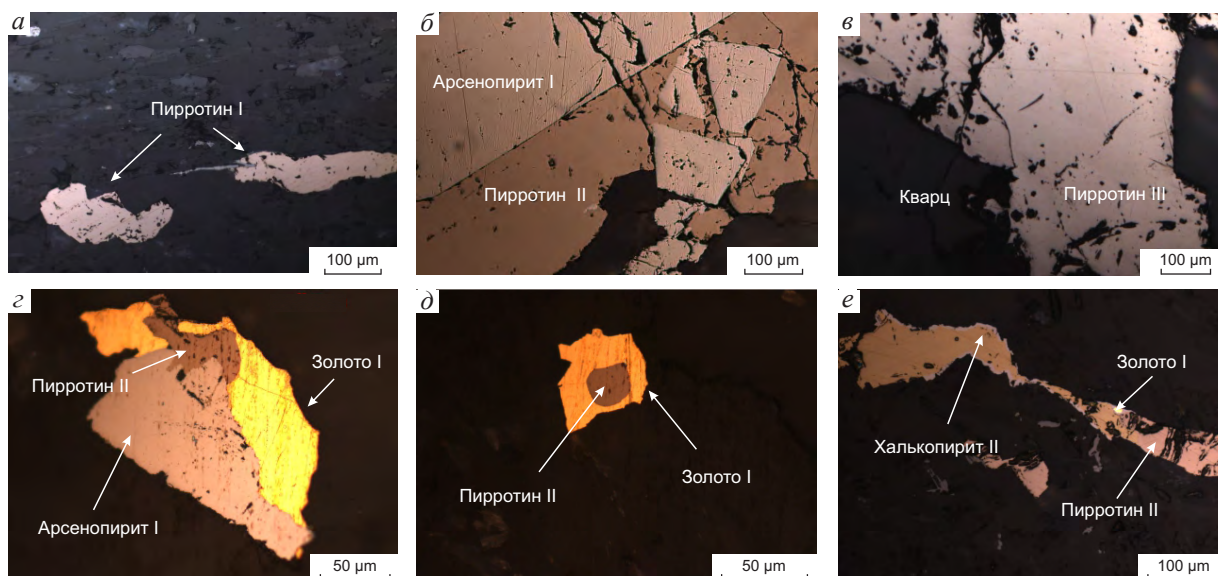 а
Пирротин I
100 µm
б
Арсенопирит I
Пирротин II
100 µm
в
Кварц
Пирротин III
100 µm
г
Золото I
Пирротин II
Арсенопирит I
50 µm
д
Пирротин II
Золото I
50 µm
е
Золото I
Халькопирит II
Пирротин II
100 µm